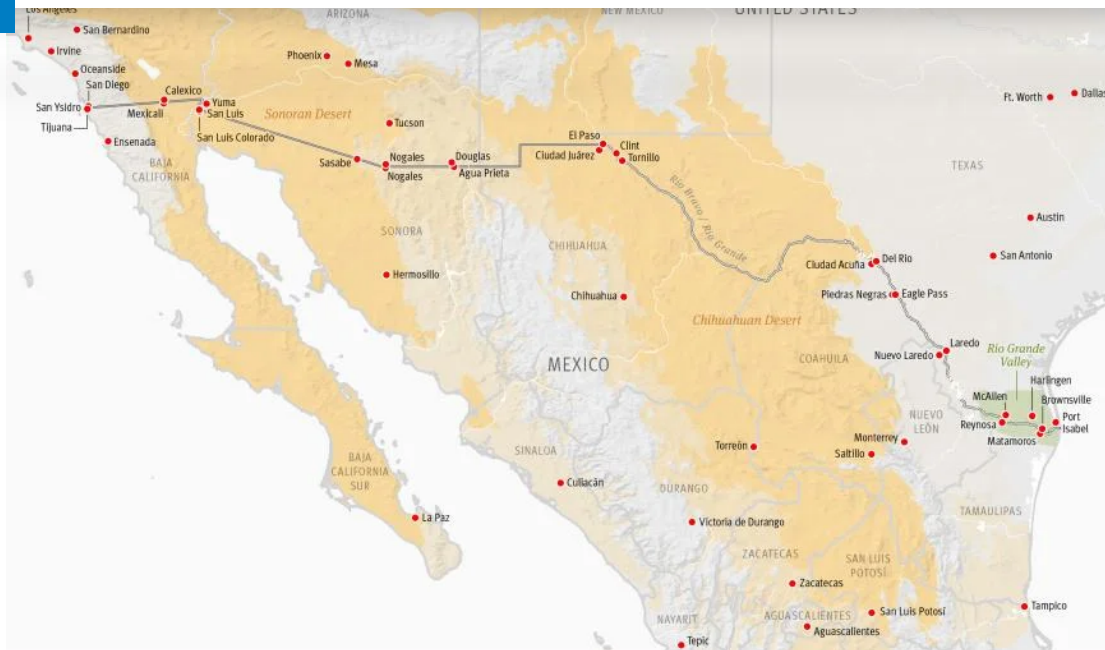 Los Angeles
San Bernardino
ARIZONA
NEW MEXICO
UNITED STATES
Irvine
Phoenix
Mesa
Oceanside
San Diego
Calexico
Yuma
Ft. Worth
Dallas
San Ysidro
Mexicali
San Luis
Sonoran Desert
Tijuana
San Luis Colorado
Tucson
El Paso
Clint
Ensenada
Ciudad Juárez
Tornillo
BAJA
CALIFORNIA
Sasabe
Nogales
Nogales
Douglas
Agua Prieta
TEXAS
Río Bravo / Rio Grande
Austin
SONORA
CHIHUAHUA
San Antonio
Hermosillo
Ciudad Acuña
Del Rio
Chihuahua
Piedras Negras
Eagle Pass
Chihuahuan Desert
MEXICO
COAHUILA
Laredo
Nuevo Laredo
Rio Grande
Valley
Harlingen
McAllen
Brownsville
Reynosa
Port
Isabel
NUEVO
LEÓN
Matamoros
SINALOA
Torreón
Monterrey
Saltillo
BAJA
CALIFORNIA
SUR
Culiacán
DURANGO
La Paz
Victoria de Durango
TAMAULIPAS
ZACATECAS
SAN LUIS
POTOSÍ
Zacatecas
NAYARIT
AGUASCALIENTES
San Luis Potosí
Tampico
Aguascalientes
Tepic